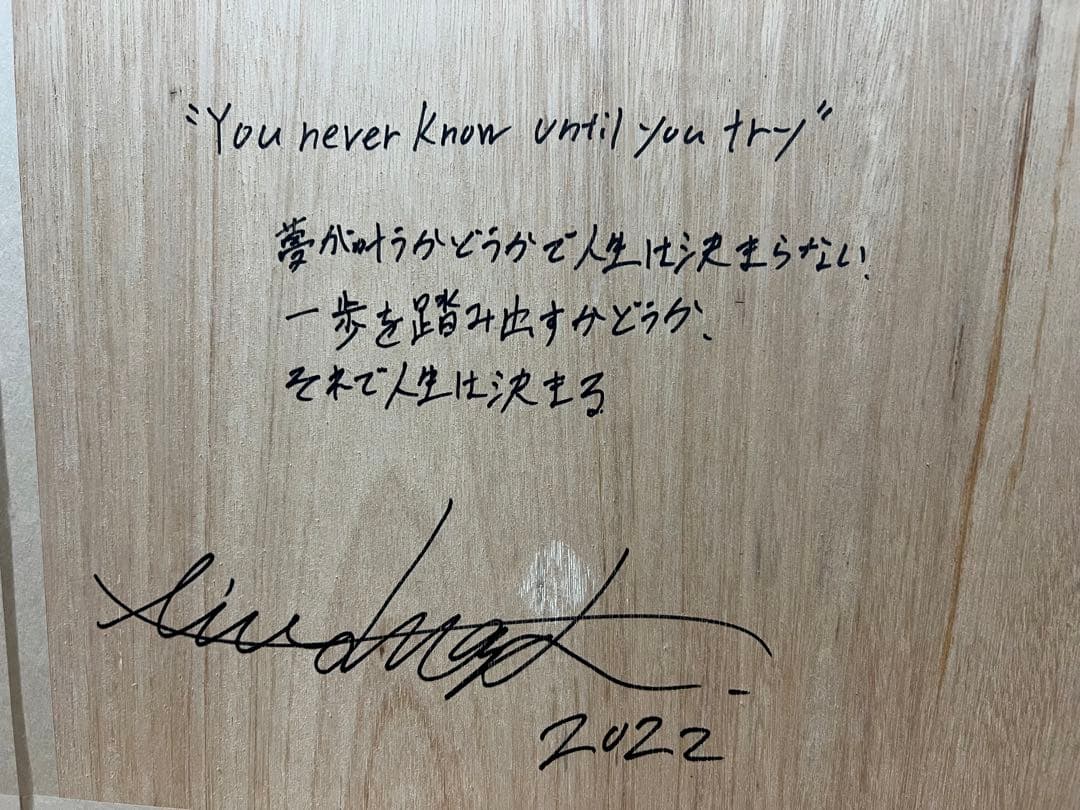 "You never know until you try"
夢が叶うかどうかで人生は決まらない.
一歩を踏み出すかどうか、
それで人生は決まる
2022